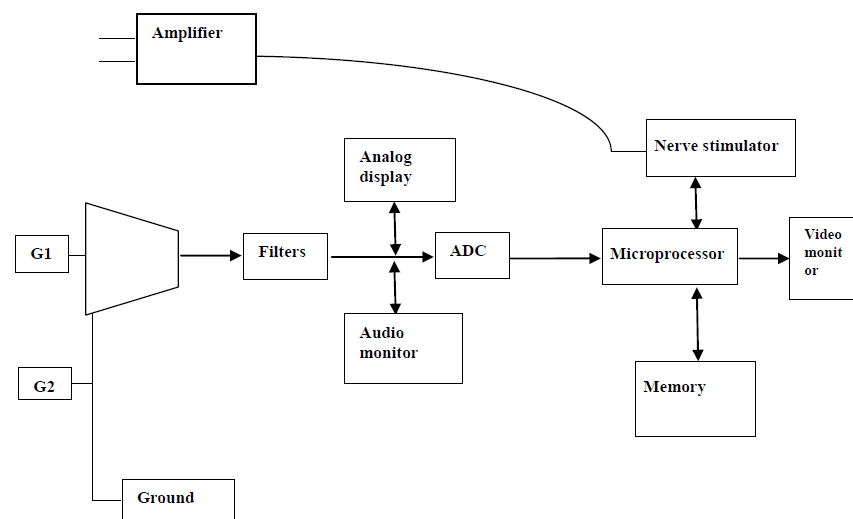 Amplifier
Nerve stimulator
Analog
display
G1
Filters
ADC
Microprocessor
Video
monit
or
Audio
monitor
G2
Memory
Ground